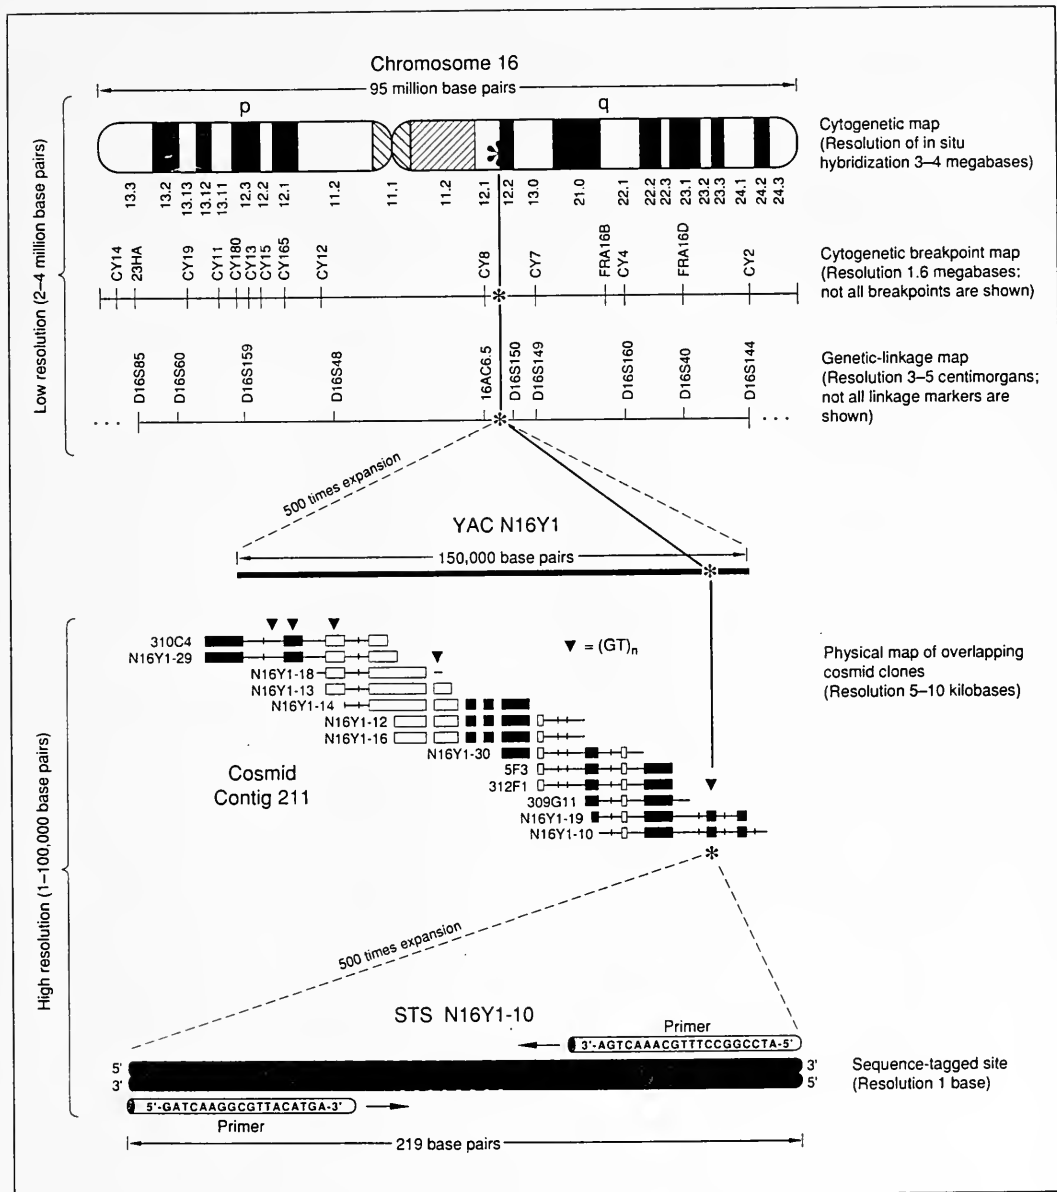 Chromosome 16
95 million base pairs
p
q
13.3
13.2
13.13
13.12
13.11
12.3
12.2
12.1
11.2
11.1
11.2
12.1
12.2
13.0
21.0
22.1
22.2
22.3
23.1
23.2
23.3
24.1
24.2
24.3
Cytogenetic map
(Resolution of in situ
hybridization 3–4 megabases)
Low resolution (2–4 million base pairs)
CY14
23HA
CY19
CY11
CY180
CY13
CY15
CY165
CY12
CY8
CY7
FRA16B
CY4
FRA16D
CY2
Cytogenetic breakpoint map
(Resolution 1.6 megabases;
not all breakpoints are shown)
D16S85
D16S60
D16S159
D16S48
16AC6.5
D16S150
D16S149
D16S160
D16S40
D16S144
Genetic-linkage map
(Resolution 3–5 centimorgans;
not all linkage markers are
shown)
500 times expansion
YAC N16Y1
150,000 base pairs
High resolution (1–100,000 base pairs)
310C4
N16Y1-29
N16Y1-18
N16Y1-13
N16Y1-14
N16Y1-12
N16Y1-16
N16Y1-30
5F3
312F1
309G11
N16Y1-19
N16Y1-10
▼ = (GT)n
Physical map of overlapping
cosmid clones
(Resolution 5–10 kilobases)
Cosmid
Contig 211
500 times expansion
STS N16Y1-10
Primer
3'-AGTCAAACGTTTCCGGCCTA-5'
5' 3'
3' 5'
Sequence-tagged site
(Resolution 1 base)
5'-GATCAAGGCGTTACATGA-3'
Primer
219 base pairs